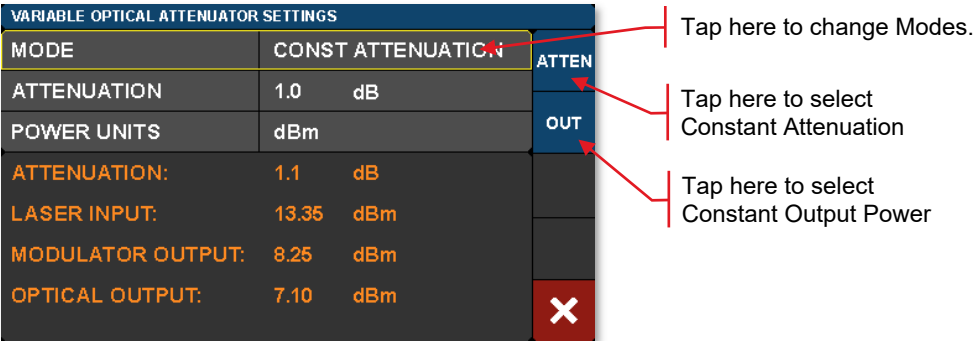 VARIABLE OPTICAL ATTENUATOR SETTINGS
MODE CONST ATTENUATION
ATTENUATION 1.0 dB
POWER UNITS dBm
ATTENUATION: 1.1 dB
LASER INPUT: 13.35 dBm
MODULATOR OUTPUT: 8.25 dBm
OPTICAL OUTPUT: 7.10 dBm
ATTEN
OUT
Tap here to change Modes.
Tap here to select
Constant Attenuation
Tap here to select
Constant Output Power